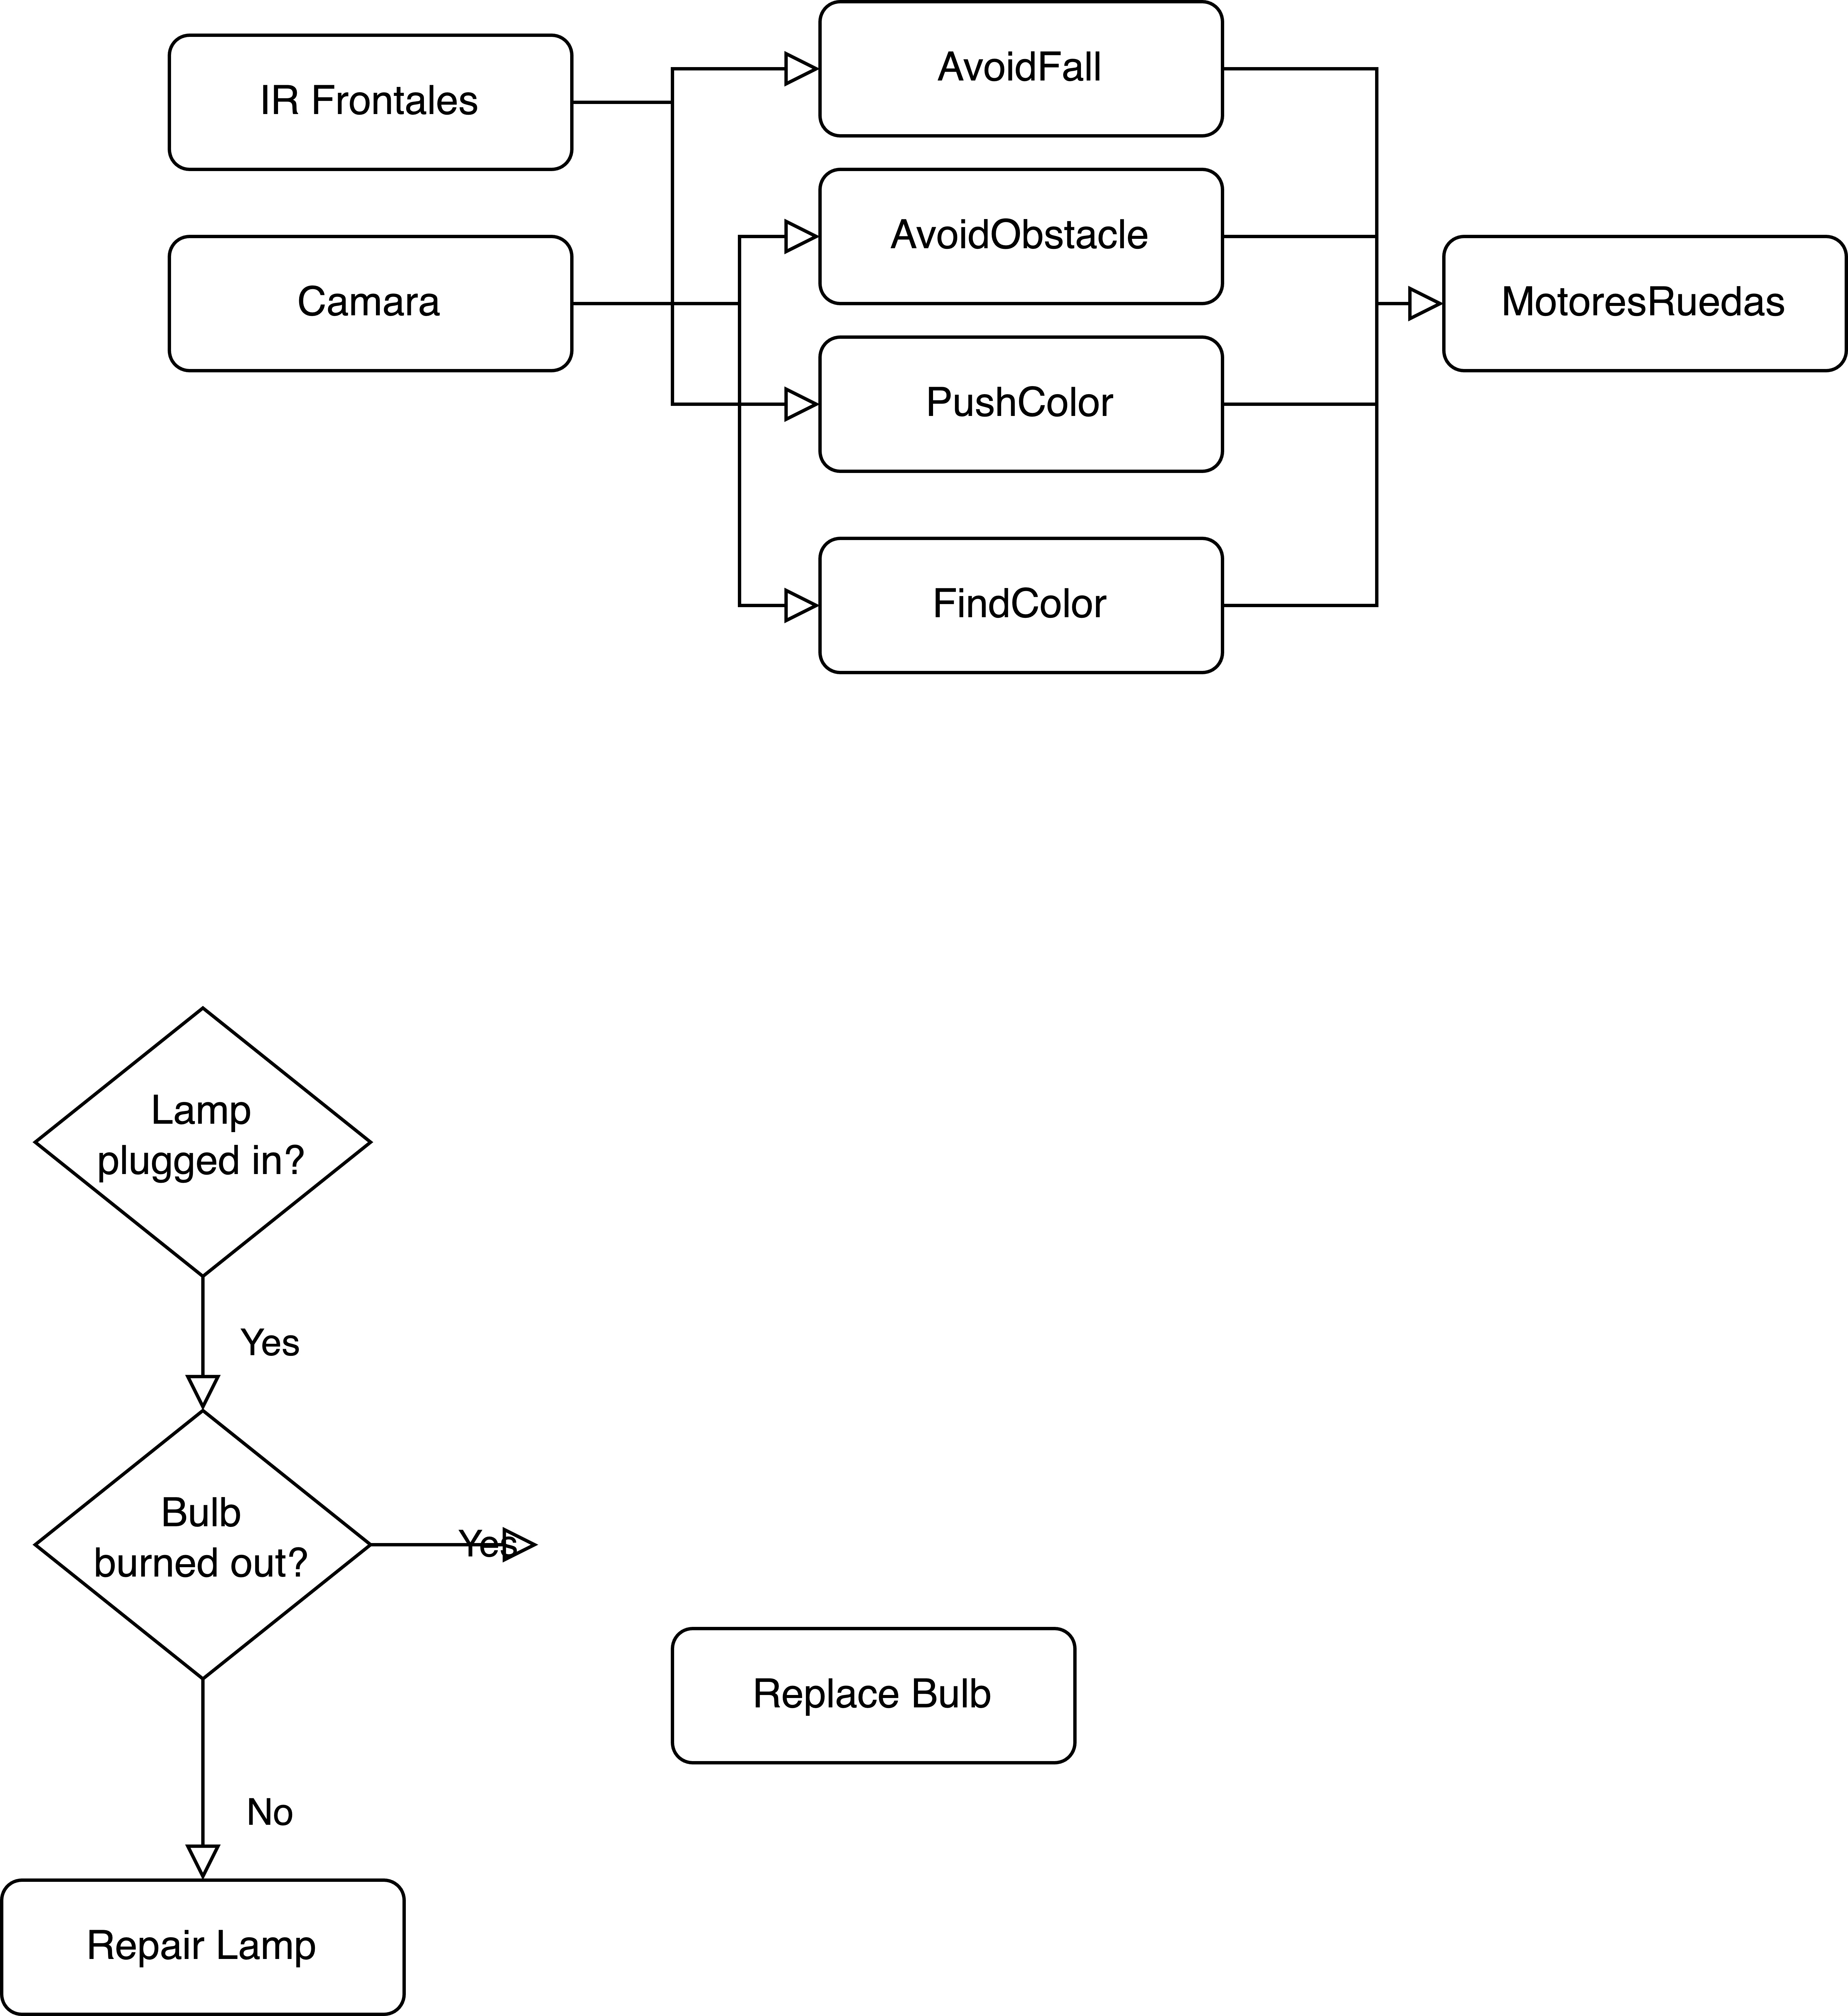 IR Frontales
Camara
AvoidFall
AvoidObstacle
PushColor
FindColor
MotoresRuedas
Lamp
plugged in?
Yes
Bulb
burned out?
Yes
Replace Bulb
No
Repair Lamp